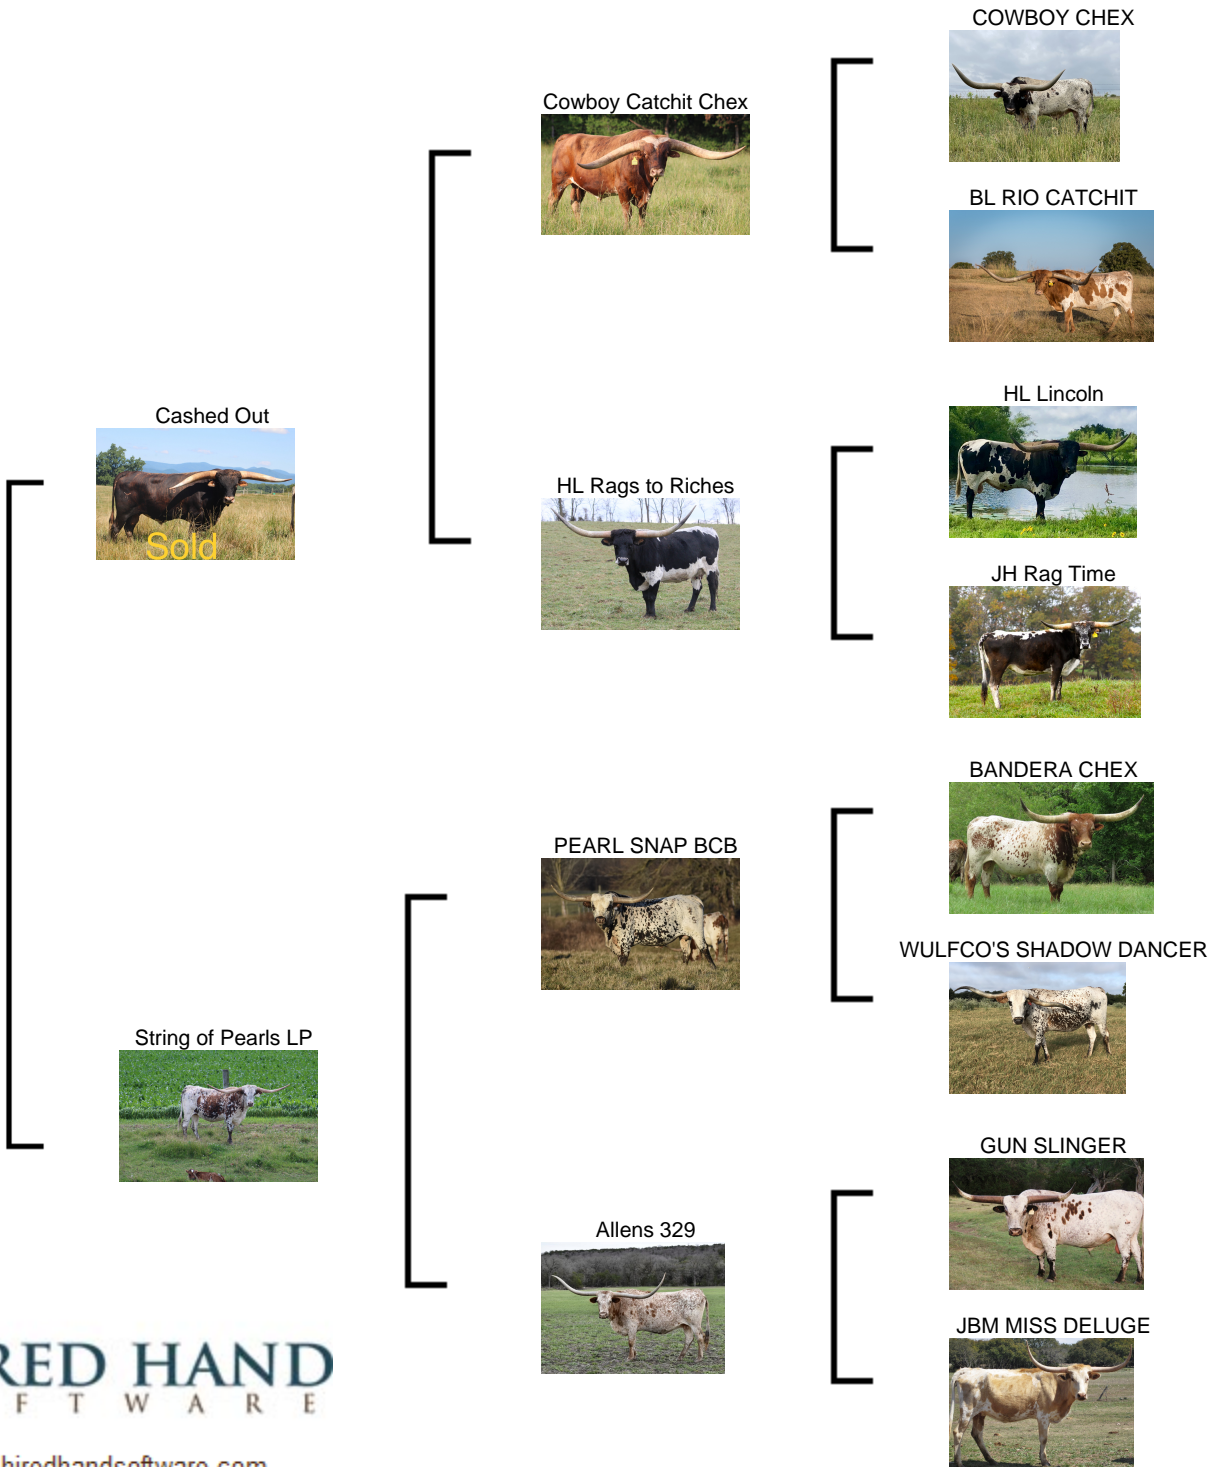 COWBOY CHEX
Cowboy Catchit Chex
BL RIO CATCHIT
HL Lincoln
Cashed Out
Sold
HL Rags to Riches
JH Rag Time
BANDERA CHEX
PEARL SNAP BCB
WULFCO'S SHADOW DANCER
String of Pearls LP
GUN SLINGER
Allens 329
JBM MISS DELUGE
RED HAND
F T W A R E
hiredhandsoftware.com